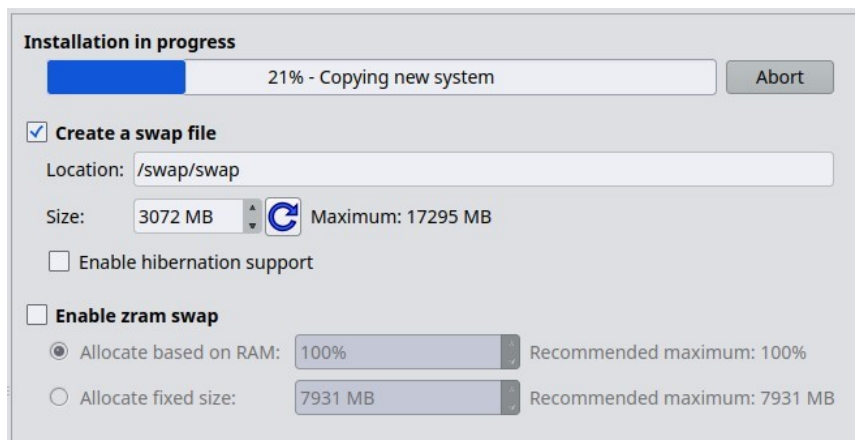 Installation in progress
21% - Copying new system
Abort
Create a swap file
Location: /swap/swap
Size: 3072 MB Maximum: 17295 MB
Enable hibernation support
Enable zram swap
Allocate based on RAM: 100% Recommended maximum: 100%
Allocate fixed size: 7931 MB Recommended maximum: 7931 MB